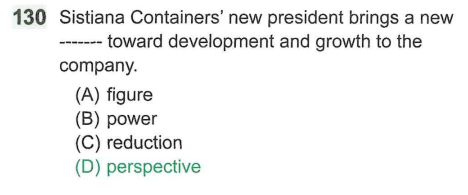 130 Sistiana Containers' new president brings a new
------- toward development and growth to the
company.
(A) figure
(B) power
(C) reduction
(D) perspective